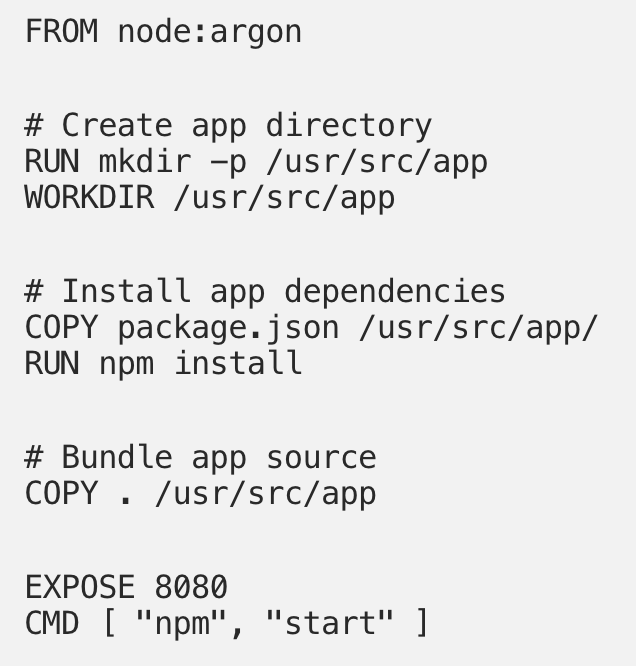 FROM node:argon
# Create app directory
RUN mkdir -p /usr/src/app
WORKDIR /usr/src/app
# Install app dependencies
COPY package.json /usr/src/app/
RUN npm install
# Bundle app source
COPY . /usr/src/app
EXPOSE 8080
CMD [ "npm", "start" ]